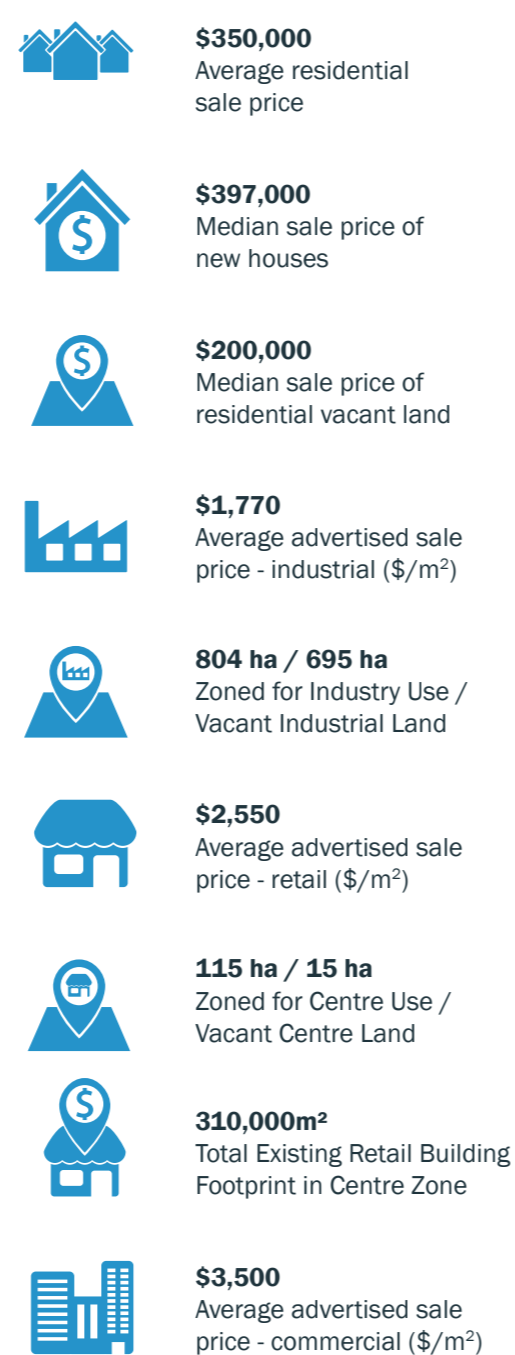 $350,000
Average residential
sale price
$
$397,000
Median sale price of
new houses
$
$200,000
Median sale price of
residential vacant land
$1,770
Average advertised sale
price - industrial ($/m²)
804 ha / 695 ha
Zoned for Industry Use /
Vacant Industrial Land
$2,550
Average advertised sale
price - retail ($/m²)
115 ha / 15 ha
Zoned for Centre Use /
Vacant Centre Land
$
310,000m²
Total Existing Retail Building
Footprint in Centre Zone
$3,500
Average advertised sale
price - commercial ($/m²)